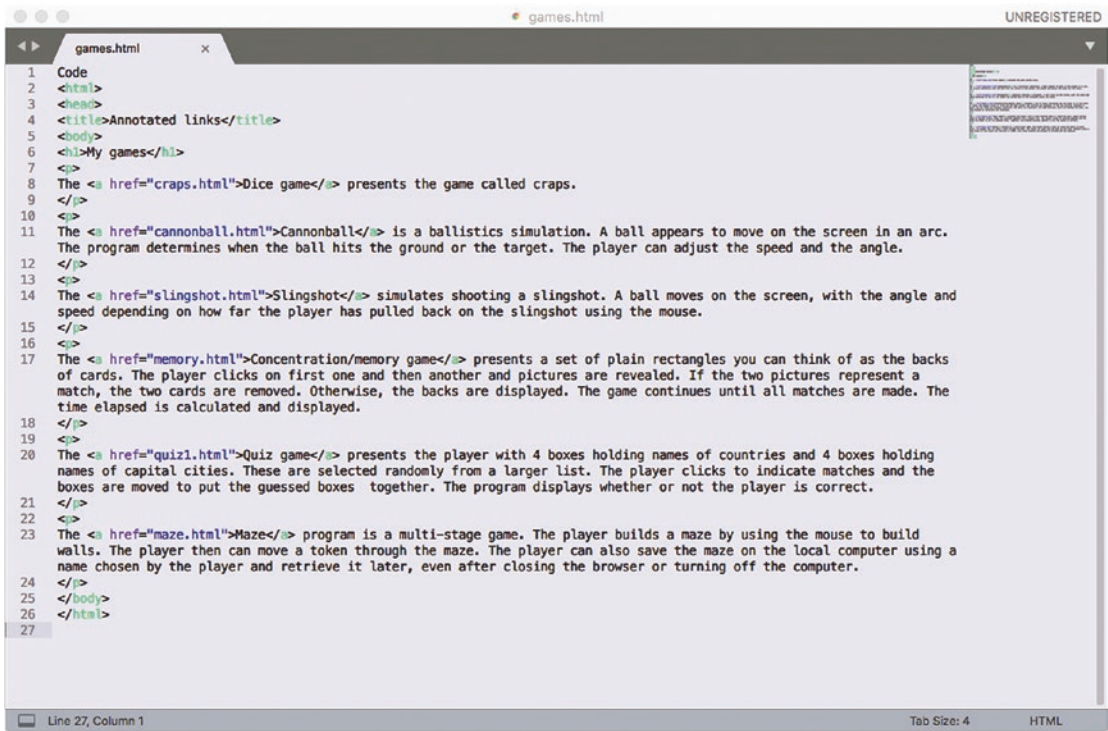 games.html
UNREGISTERED
games.html ×
1 Code
2 <html>
3 <head>
4 <title>Annotated links</title>
5 <body>
6 <h1>My games</h1>
7 <p>
8 The <a href="craps.html">Dice game</a> presents the game called craps.
9 </p>
10 <p>
11 The <a href="cannonball.html">Cannonball</a> is a ballistics simulation. A ball appears to move on the screen in an arc.
The program determines when the ball hits the ground or the target. The player can adjust the speed and the angle.
12 </p>
13 <p>
14 The <a href="slingshot.html">Slingshot</a> simulates shooting a slingshot. A ball moves on the screen, with the angle and
speed depending on how far the player has pulled back on the slingshot using the mouse.
15 </p>
16 <p>
17 The <a href="memory.html">Concentration/memory game</a> presents a set of plain rectangles you can think of as the backs
of cards. The player clicks on first one and then another and pictures are revealed. If the two pictures represent a
match, the two cards are removed. Otherwise, the backs are displayed. The game continues until all matches are made. The
time elapsed is calculated and displayed.
18 </p>
19 <p>
20 The <a href="quiz1.html">Quiz game</a> presents the player with 4 boxes holding names of countries and 4 boxes holding
names of capital cities. These are selected randomly from a larger list. The player clicks to indicate matches and the
boxes are moved to put the guessed boxes  together. The program displays whether or not the player is correct.
21 </p>
22 <p>
23 The <a href="maze.html">Maze</a> program is a multi-stage game. The player builds a maze by using the mouse to build
walls. The player then can move a token through the maze. The player can also save the maze on the local computer using a
name chosen by the player and retrieve it later, even after closing the browser or turning off the computer.
24 </p>
25 </body>
26 </html>
27
Line 27, Column 1
Tab Size: 4
HTML